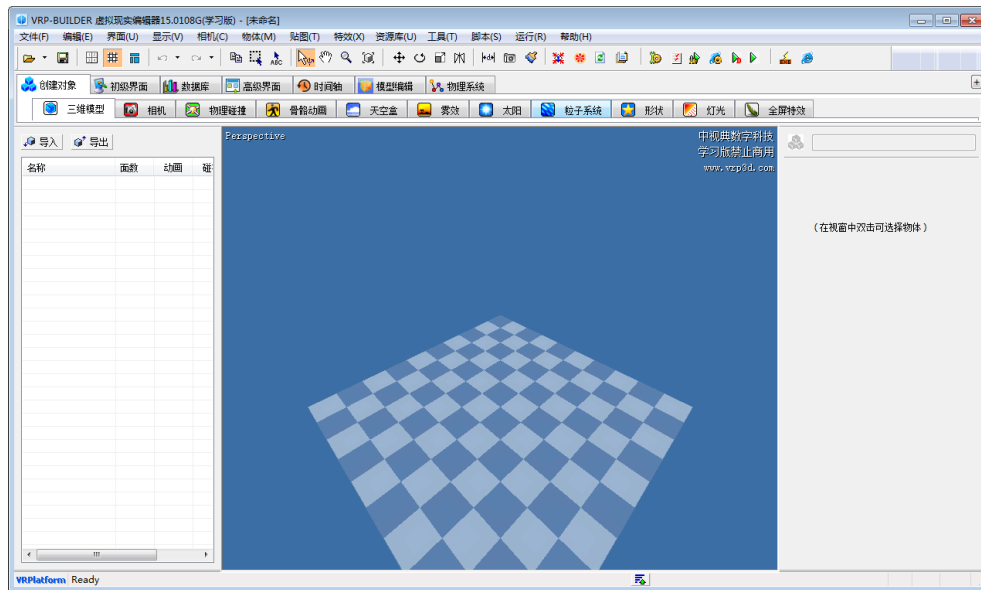 VRP-BUILDER 虚拟现实编辑器15.0108G(学习版) - [未命名]
文件(F) 编辑(E) 界面(U) 显示(V) 相机(C) 物体(M) 贴图(T) 特效(X) 资源库(U) 工具(T) 脚本(S) 运行(R) 帮助(H)
ABC
创建对象 初级界面 数据库 高级界面 时间轴 模型编辑 物理系统
三维模型 相机 物理碰撞 骨骼动画 天空盒 雾效 太阳 粒子系统 形状 灯光 全屏特效
导入 导出
名称 面数 动画 碰
Perspective
中视典数字科技
学习版禁止商用
www.vrp3d.com
(在视窗中双击可选择物体)
VRPlatform Ready